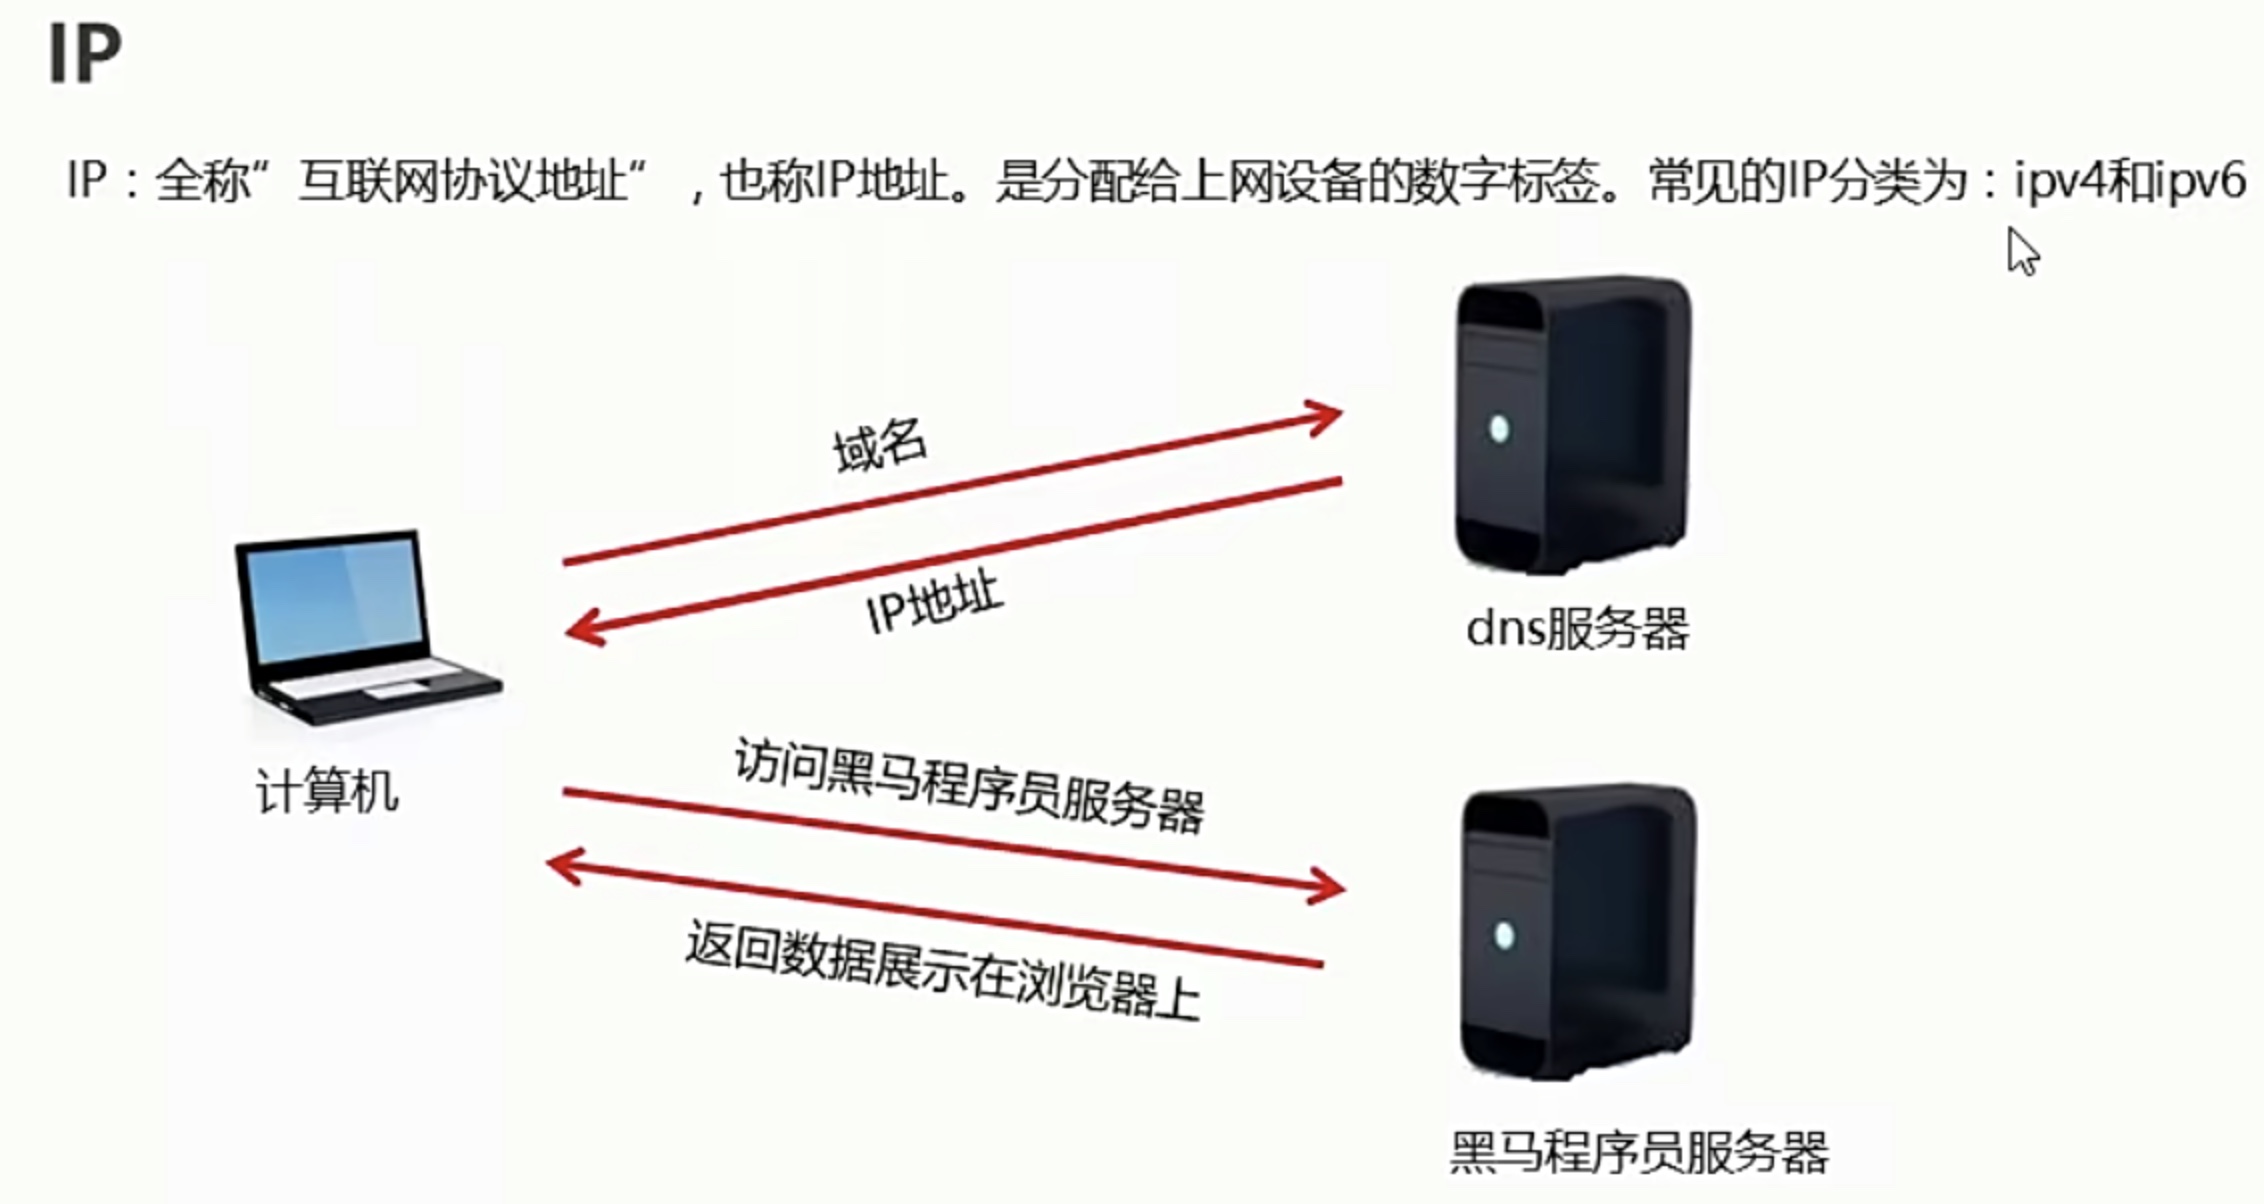 IP
IP：全称“ 互联网协议地址“ ，也称IP地址。是分配给上网设备的数字标签。常见的IP分类为：ipv4和ipv6
域名
IP地址
dns服务器
计算机
访问黑马程序员服务器
返回数据展示在浏览器上
黑马程序员服务器